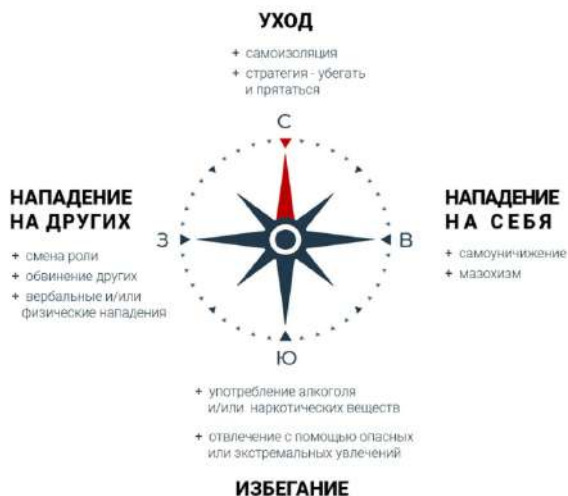 УХОД
+ самоизоляция
+ стратегия - убегать
и прятаться
С
НАПАДЕНИЕ
НА ДРУГИХ
+ смена роли
+ обвинение других
+ вербальные и/или
физические нападения
З
В
НАПАДЕНИЕ
НА СЕБЯ
+ самоуничижение
+ мазохизм
Ю
+ употребление алкоголя
и/или наркотических веществ
+ отвлечение с помощью опасных
или экстремальных увлечений
ИЗБЕГАНИЕ